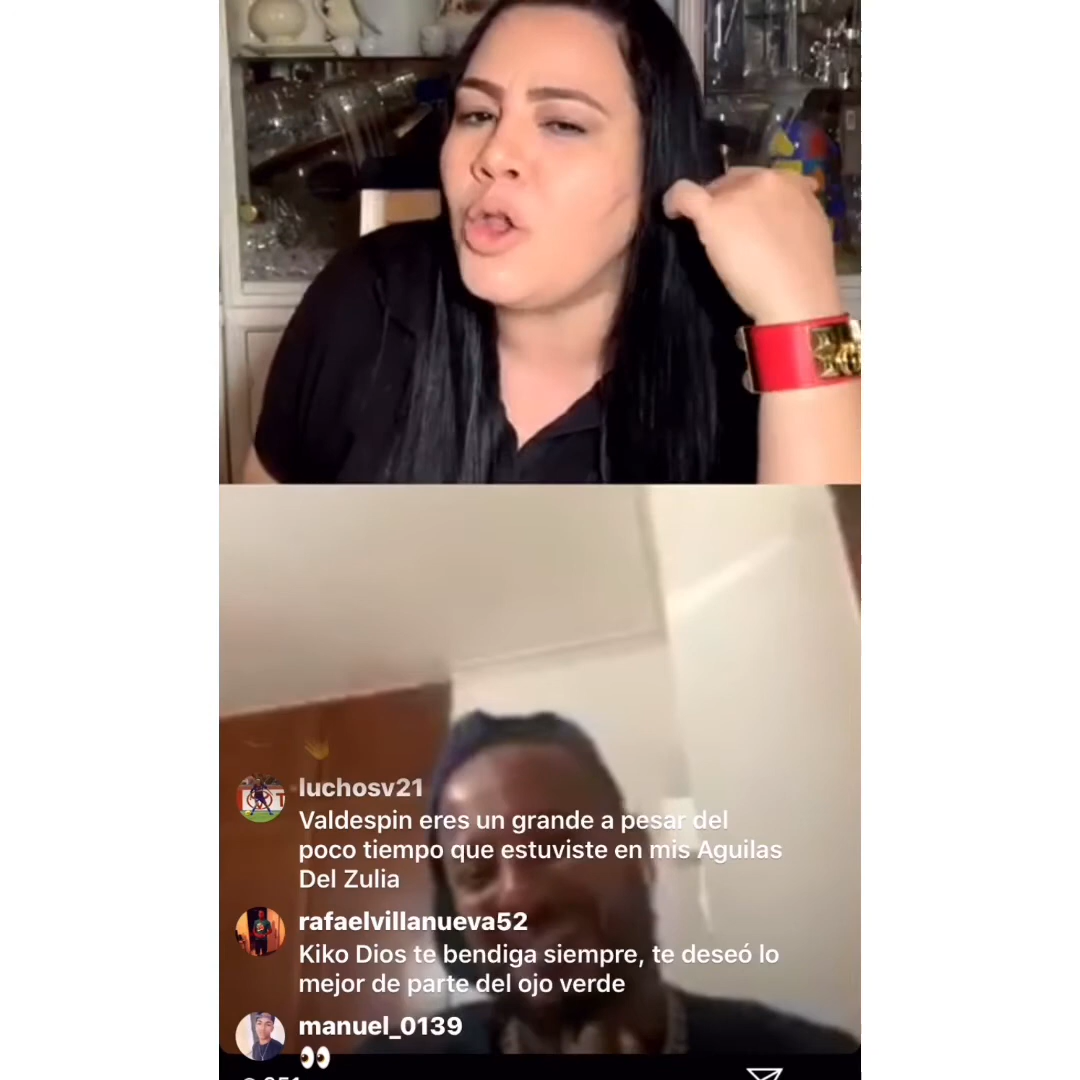 luchosv21
Valdespin eres un grande a pesar del
poco tiempo que estuviste en mis Aguilas
Del Zulia
rafaelvillanueva52
Kiko Dios te bendiga siempre, te deseó lo
mejor de parte del ojo verde
manuel_0139
👀